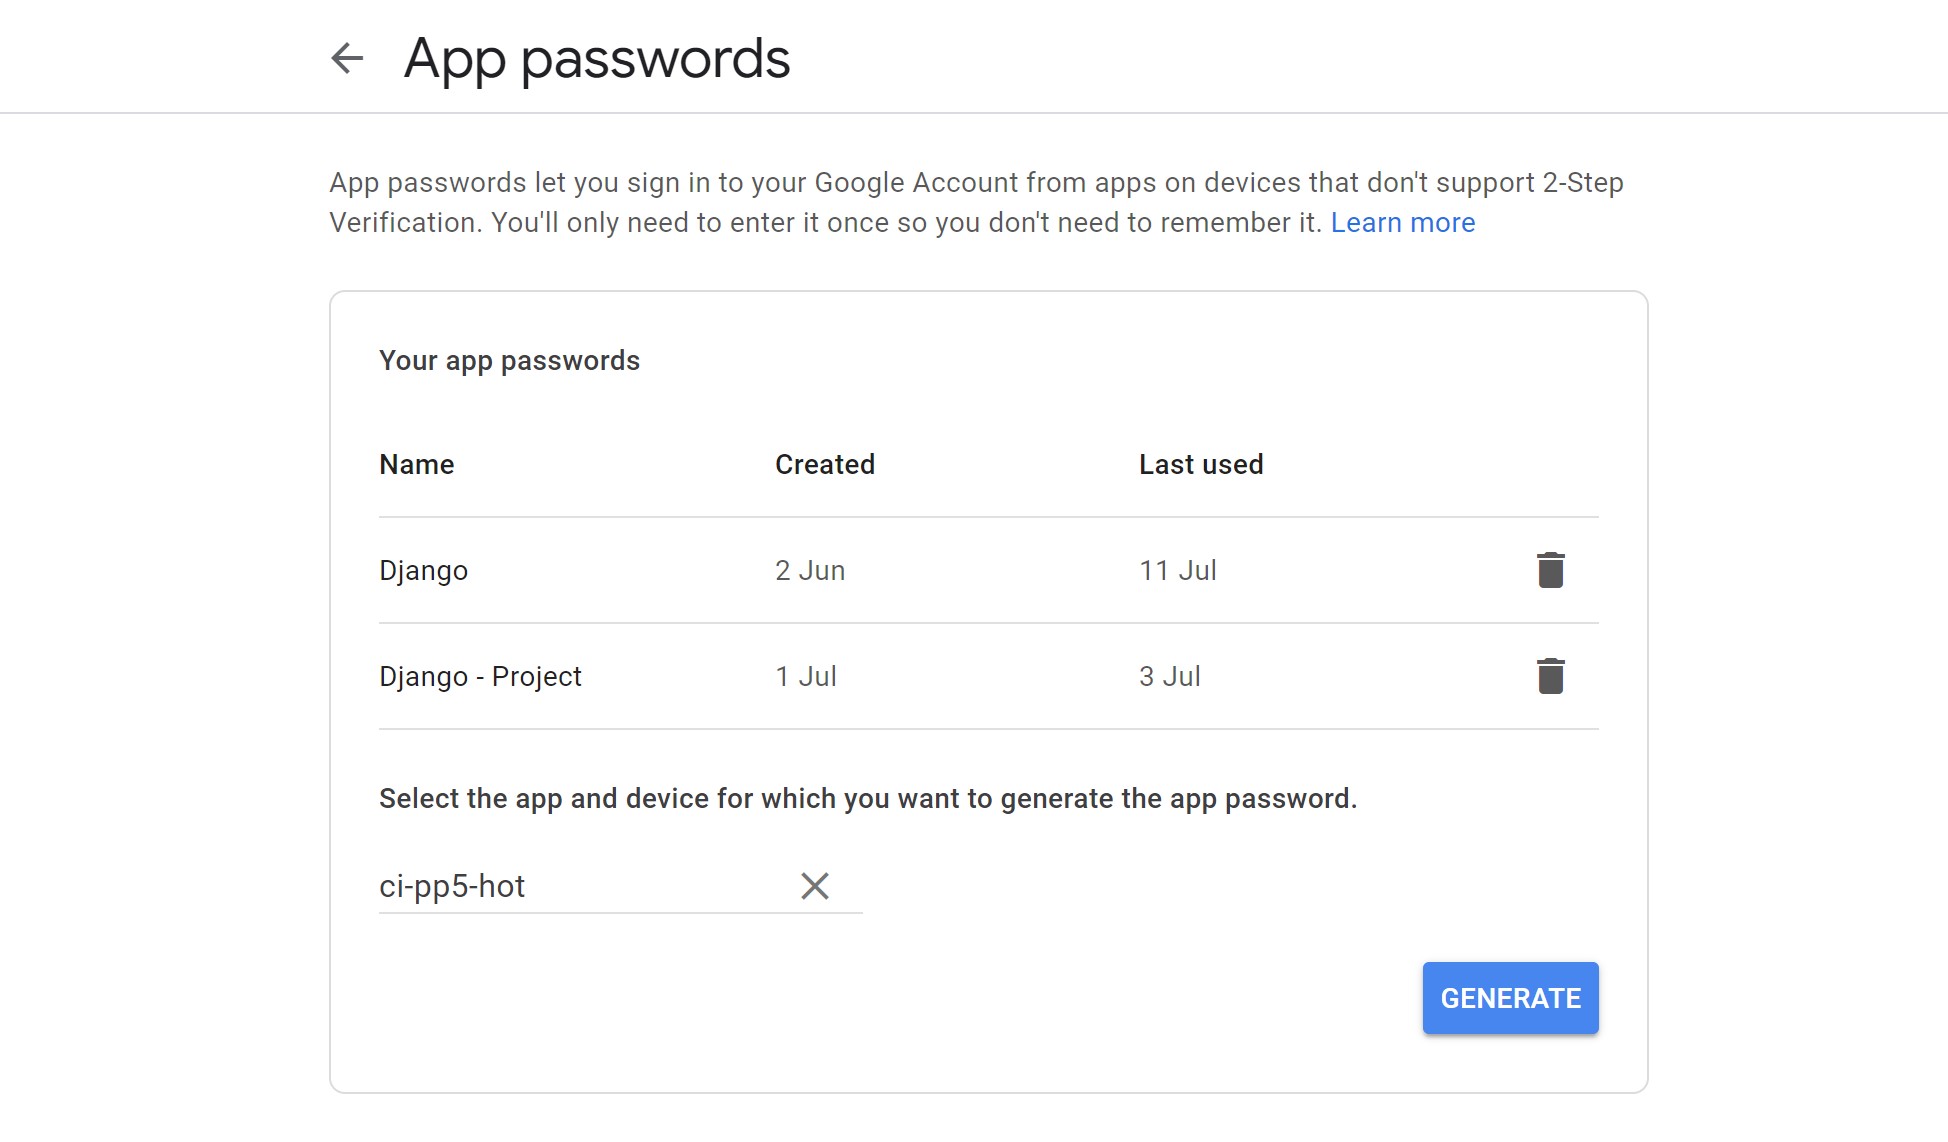 App passwords
App passwords let you sign in to your Google Account from apps on devices that don't support 2-Step
Verification. You'll only need to enter it once so you don't need to remember it. Learn more
Your app passwords
Name Created Last used
Django 2 Jun 11 Jul
Django - Project 1 Jul 3 Jul
Select the app and device for which you want to generate the app password.
ci-pp5-hot
GENERATE